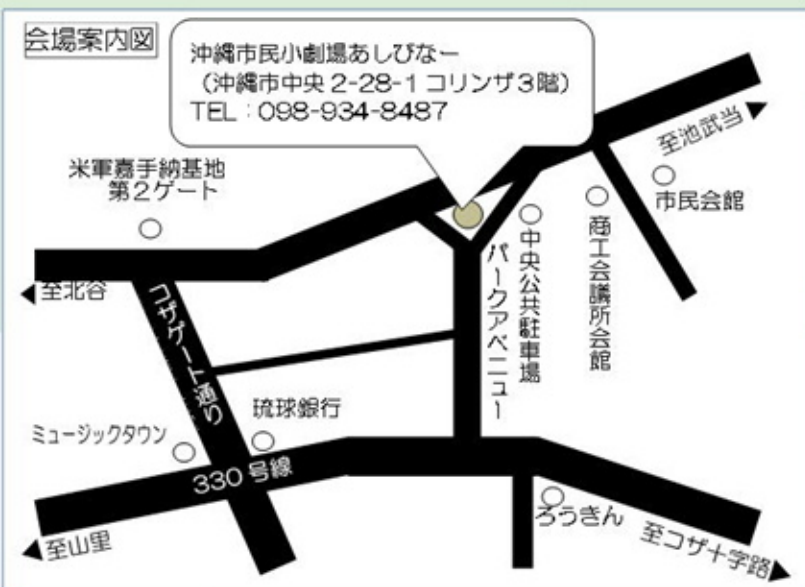 会場案内図
沖縄市民小劇場あしびなー
（沖縄市中央2-28-1コリンザ3階）
TEL：098-934-8487
米軍嘉手納基地
第2ゲート
至池武当
市民会館
商工会議所会館
中央公共駐車場
パークアベニュー
至北谷
コザゲート通り
琉球銀行
ミュージックタウン
330号線
至山里
ろうきん
至コザ十字路